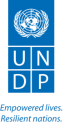 U N
D P
Empowered lives.
Resilient nations.